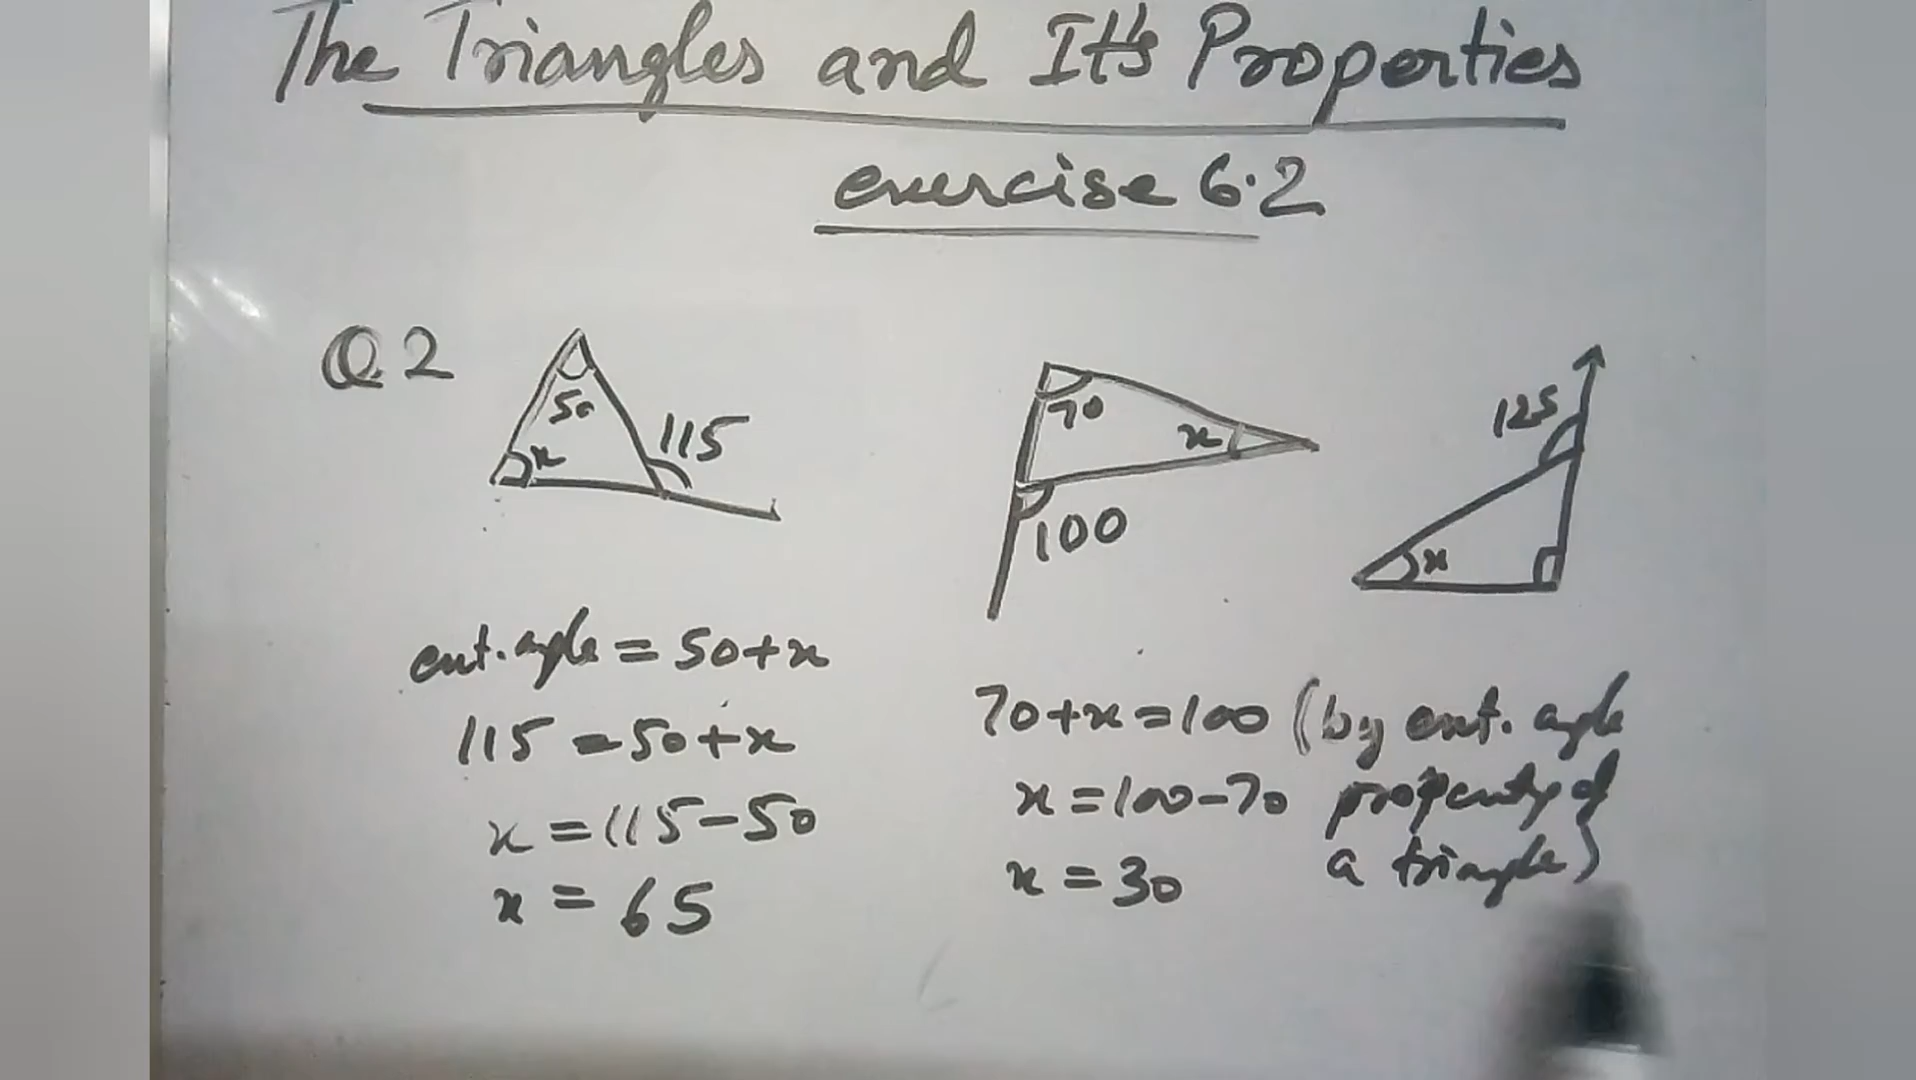 The Triangles and It's Properties
exercise 6.2
Q 2
50
x
115
70
x
100
125
x
ext. angle = 50+x
115 = 50+x
x = 115-50
x = 65
70+x=100 (by ext. angle
x = 100-70 property of
x = 30 a triangle)